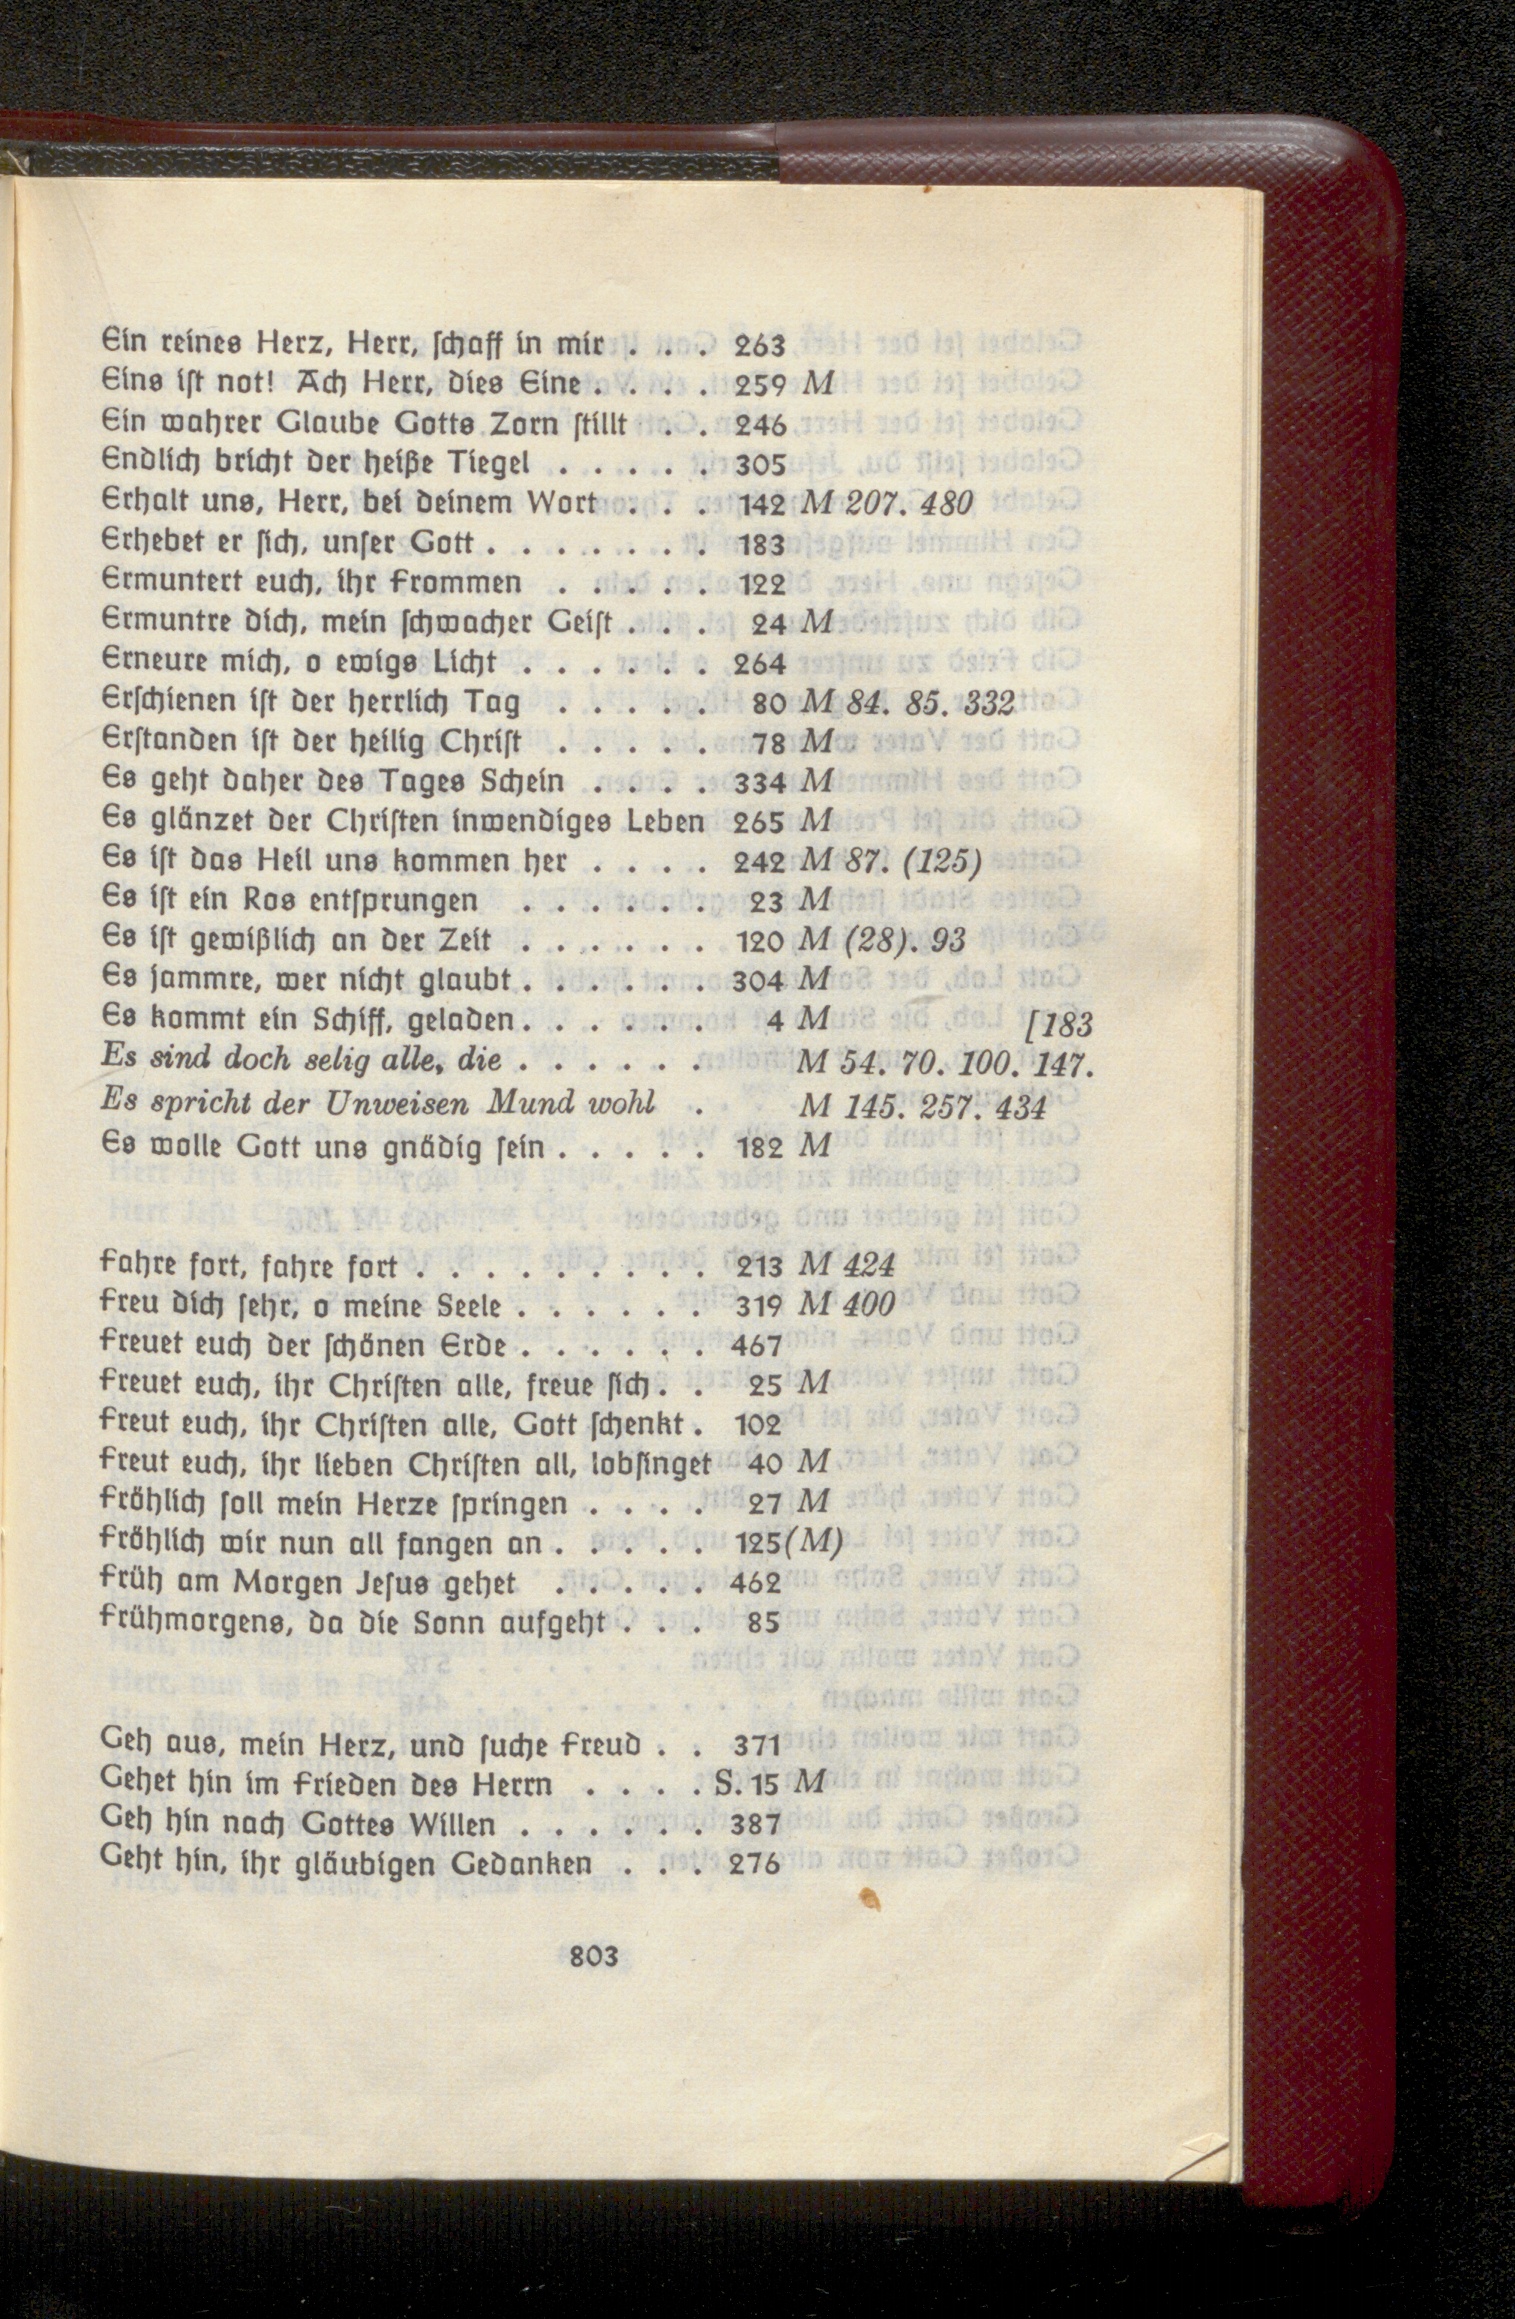 Ein reines Herz, Herr, ſchaff in mir . . . 263
Eins iſt not! Ach Herr, dies Eine . . . . 259 M
Ein wahrer Glaube Gotts Zorn ſtillt . . 246
Endlich bricht der heiße Tiegel . . . . . 305
Erhalt uns, Herr, bei deinem Wort . . . 142 M 207. 480
Erhebet er ſich, unſer Gott . . . . . . . 183
Ermuntert euch, ihr Frommen . . . . . 122
Ermuntre dich, mein ſchwacher Geiſt . . . 24 M
Erneure mich, o ewigs Licht . . . . . . 264
Erſchienen iſt der herrlich Tag . . . . . 80 M 84. 85. 332
Erſtanden iſt der heilig Chriſt . . . . . 78 M
Es geht daher des Tages Schein . . . . 334 M
Es glänzet der Chriſten inwendiges Leben 265 M
Es iſt das Heil uns kommen her . . . . 242 M 87. (125)
Es iſt ein Ros entſprungen . . . . . . 23 M
Es iſt gewißlich an der Zeit . . . . . . 120 M (28). 93
Es jammre, wer nicht glaubt . . . . . . 304 M
Es kommt ein Schiff, geladen . . . . . . 4 M [183
Es sind doch selig alle, die . . . . . . M 54. 70. 100. 147.
Es spricht der Unweisen Mund wohl . M 145. 257. 434
Es wolle Gott uns gnädig ſein . . . . . 182 M
Fahre fort, fahre fort . . . . . . . . . 213 M 424
Freu dich ſehr, o meine Seele . . . . . . 319 M 400
Freuet euch der ſchönen Erde . . . . . . 467
Freuet euch, ihr Chriſten alle, freue ſich . . 25 M
Freut euch, ihr Chriſten alle, Gott ſchenkt . 102
Freut euch, ihr lieben Chriſten all, lobſinget 40 M
Fröhlich ſoll mein Herze ſpringen . . . . 27 M
Fröhlich wir nun all fangen an . . . . . 125 (M)
Früh am Morgen Jeſus gehet . . . . . 462
Frühmorgens, da die Sonn aufgeht . . . 85
Geh aus, mein Herz, und ſuche Freud . . 371
Gehet hin im Frieden des Herrn . . . . S. 15 M
Geh hin nach Gottes Willen . . . . . . 387
Geht hin, ihr gläubigen Gedanken . . . 276
803